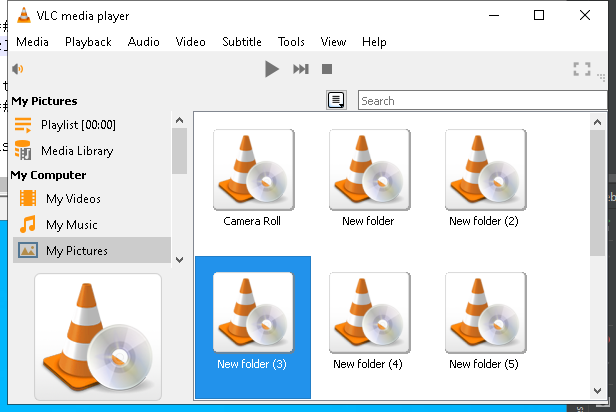 VLC media player
Media Playback Audio Video Subtitle Tools View Help
My Pictures
Search
Playlist [00:00]
Media Library
My Computer
My Videos
My Music
My Pictures
Camera Roll New folder New folder (2)
New folder (3) New folder (4) New folder (5)